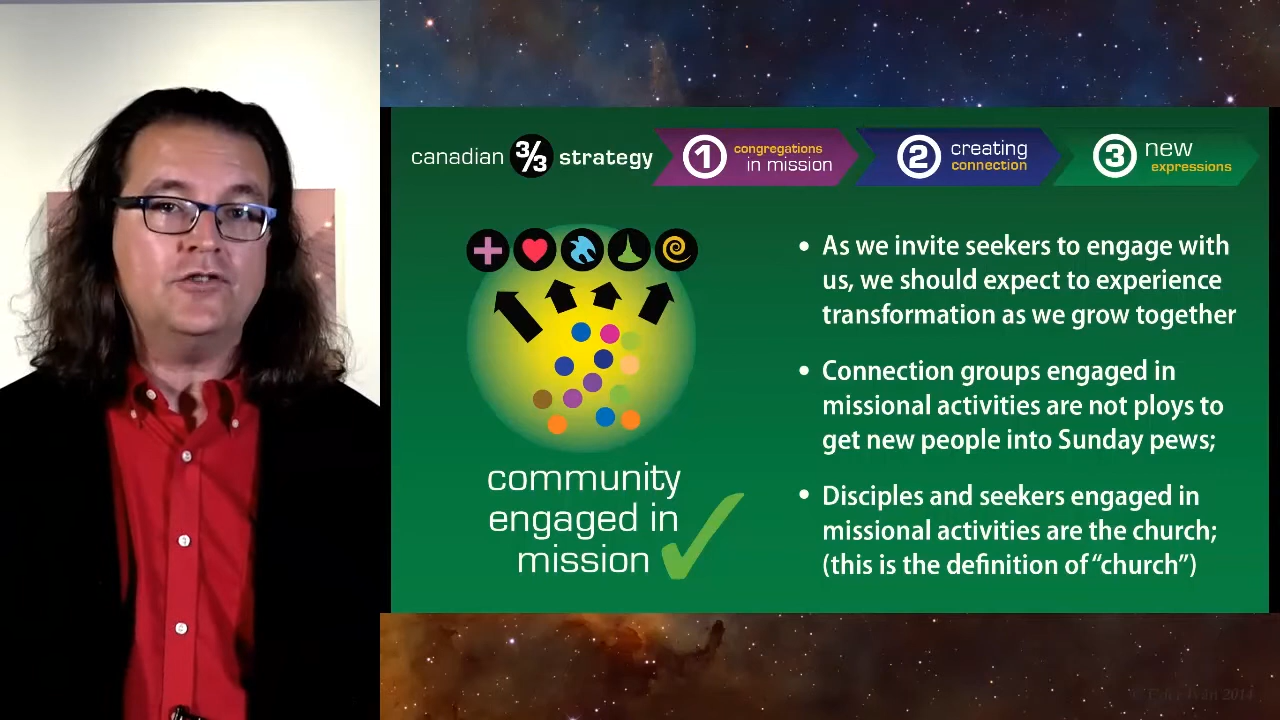 canadian 3/3 strategy
1 congregations
in mission
2 creating
connection
3 new
expressions
• As we invite seekers to engage with
us, we should expect to experience
transformation as we grow together
• Connection groups engaged in
missional activities are not ploys to
get new people into Sunday pews;
• Disciples and seekers engaged in
missional activities are the church;
(this is the definition of “church”)
community
engaged in
mission
2014